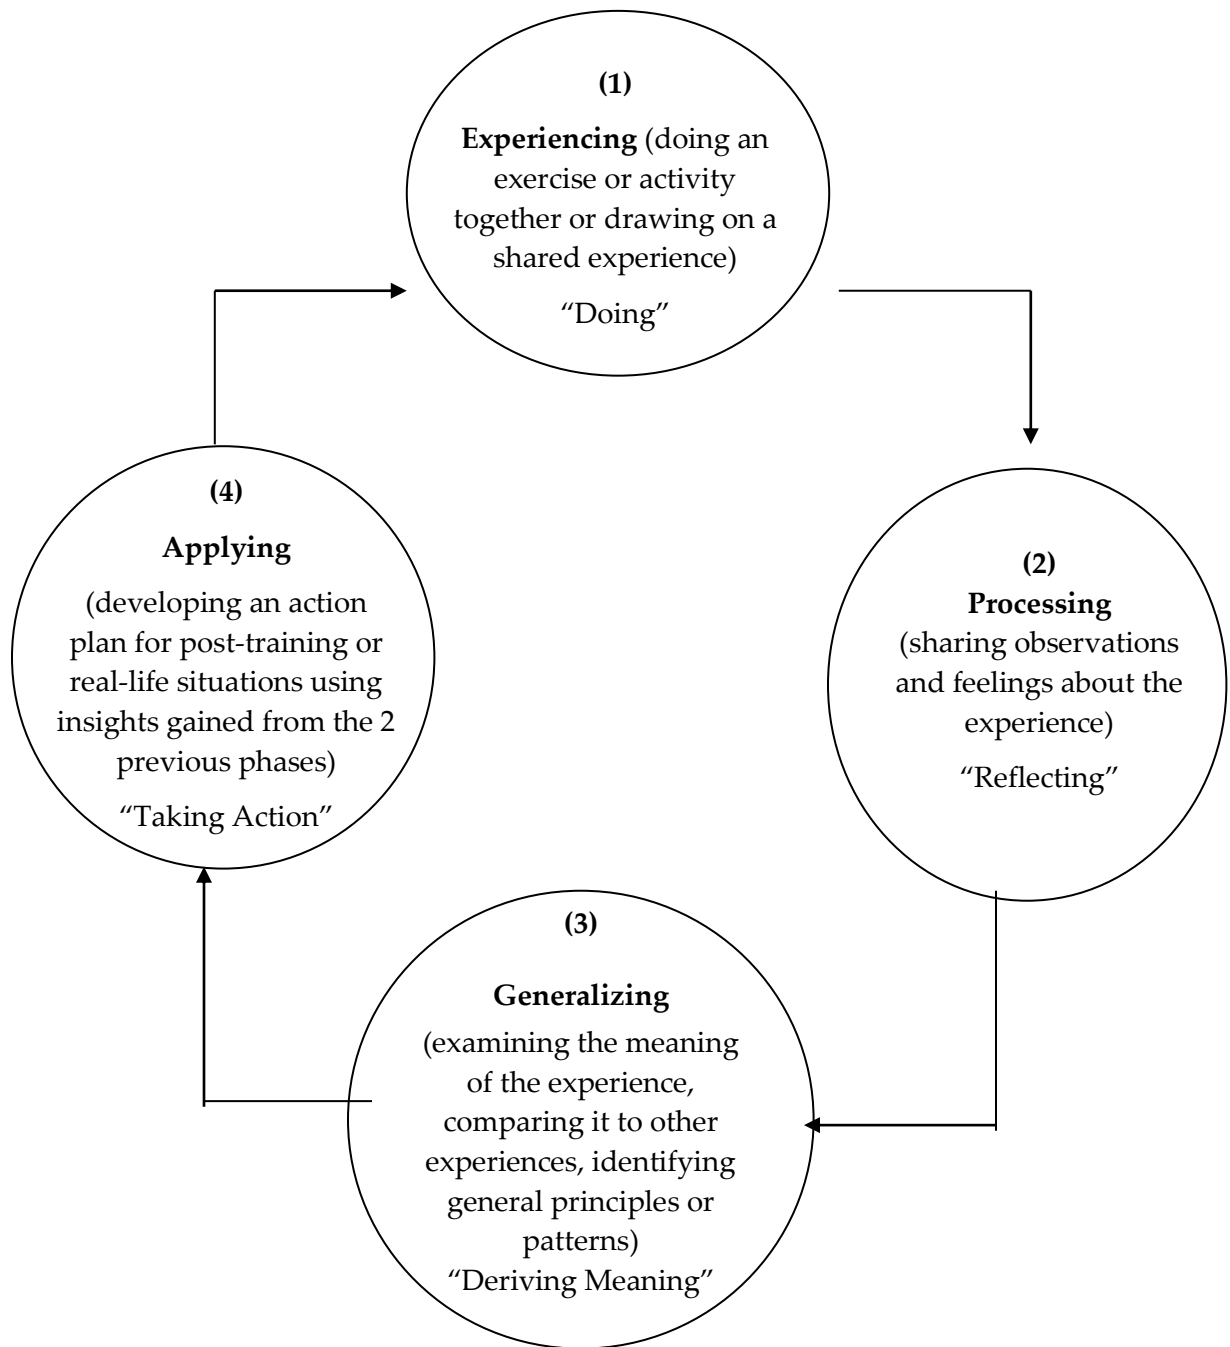 (1)
Experiencing (doing an
exercise or activity
together or drawing on a
shared experience)
“Doing”
(2)
Processing
(sharing observations
and feelings about the
experience)
“Reflecting”
(3)
Generalizing
(examining the meaning
of the experience,
comparing it to other
experiences, identifying
general principles or
patterns)
“Deriving Meaning”
(4)
Applying
(developing an action
plan for post-training or
real-life situations using
insights gained from the 2
previous phases)
“Taking Action”